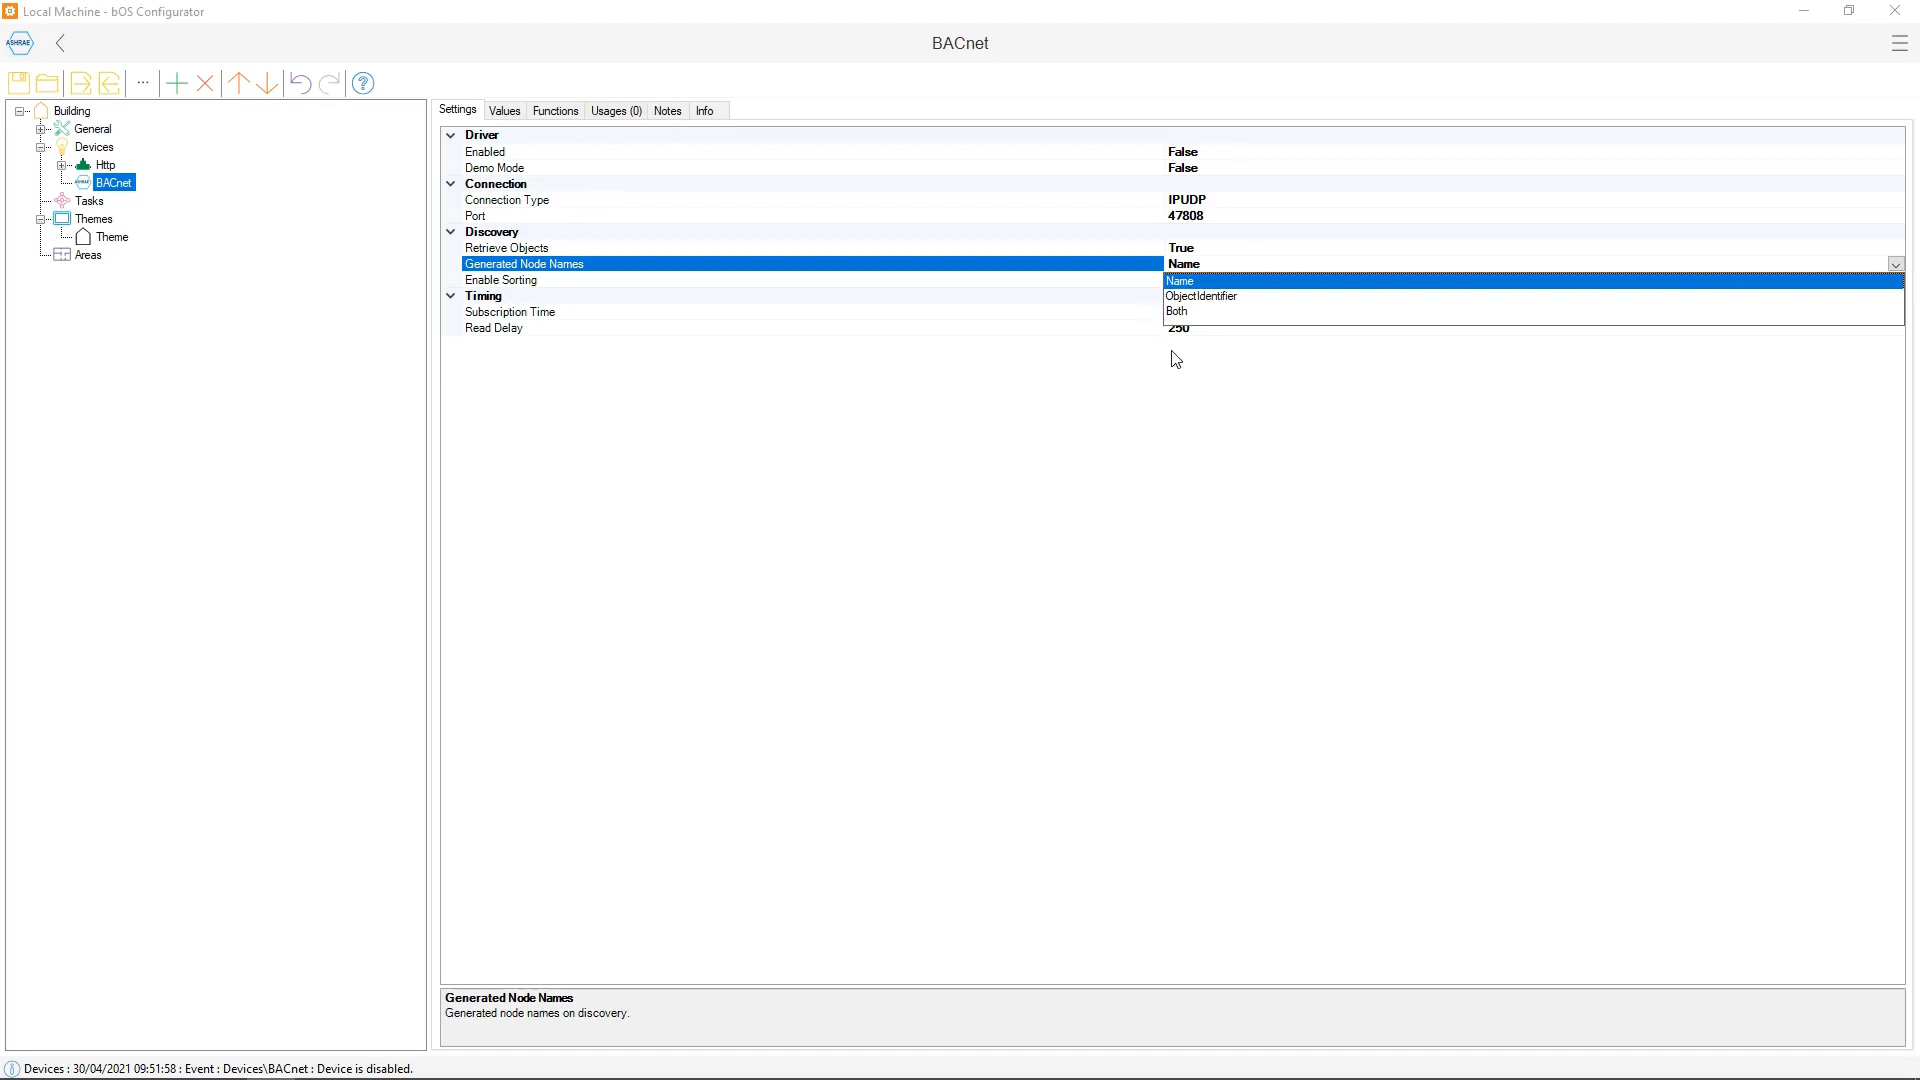 Local Machine - bOS Configurator
ASHRAE
BACnet
...
?
Building
General
Devices
Http
BACnet
Tasks
Themes
Theme
Areas
Settings Values Functions Usages (0) Notes Info
Driver
Enabled False
Demo Mode False
Connection
Connection Type IPUDP
Port 47808
Discovery
Retrieve Objects True
Generated Node Names Name
Enable Sorting Name
Timing ObjectIdentifier
Subscription Time Both
Read Delay 250
Generated Node Names
Generated node names on discovery.
Devices : 30/04/2021 09:51:58 : Event : Devices\BACnet : Device is disabled.